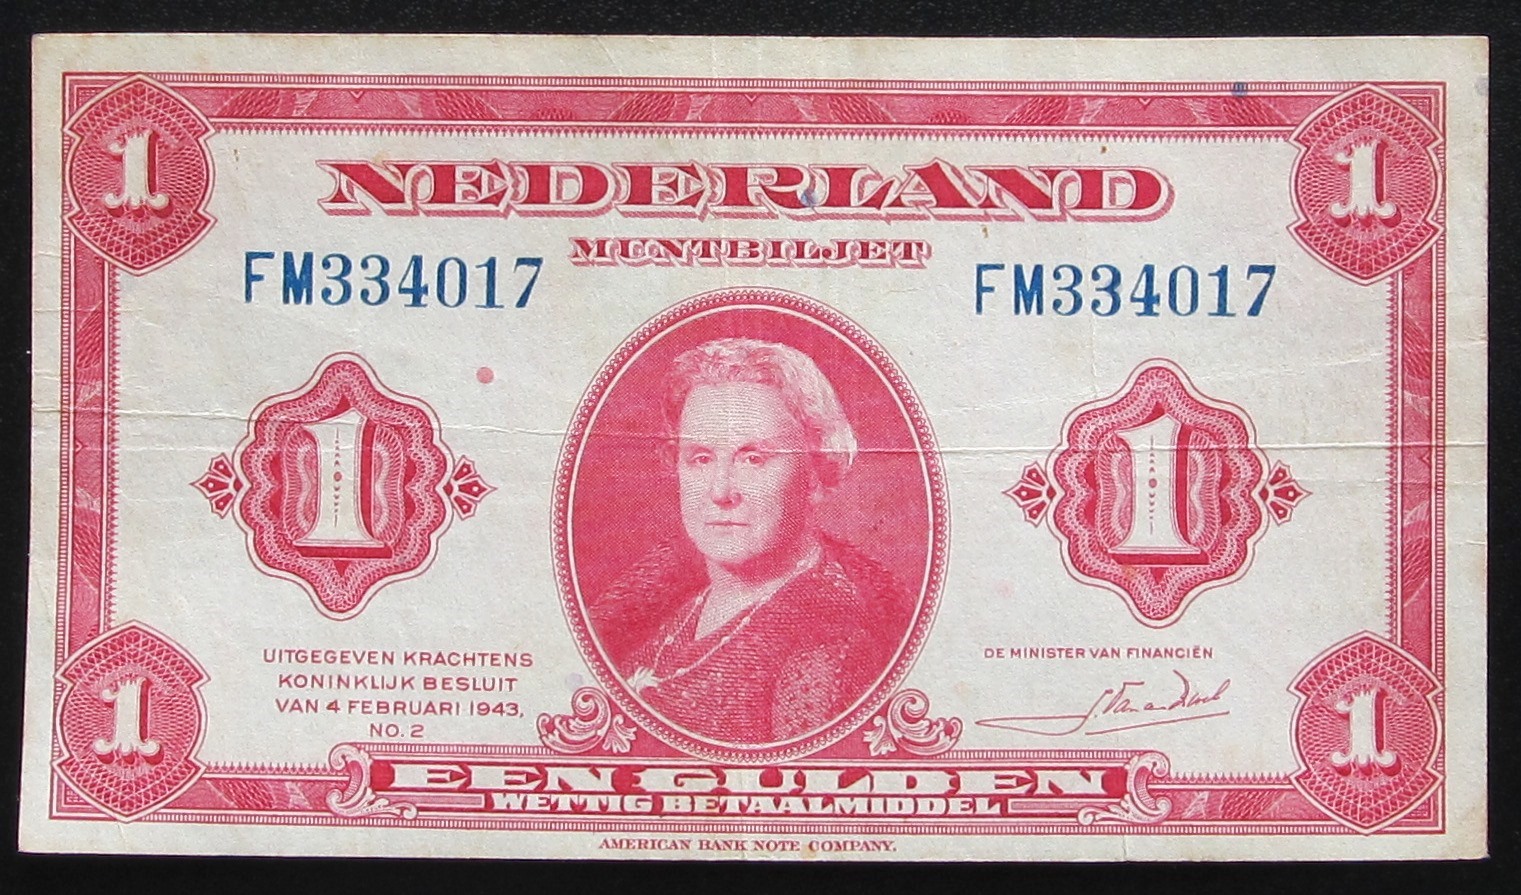 1 1
NEDERLAND
MUNTBILJET
FM334017 FM334017
1 1
UITGEGEVEN KRACHTENS
KONINKLIJK BESLUIT
VAN 4 FEBRUARI 1943,
NO. 2
DE MINISTER VAN FINANCIËN
1 1
EEN GULDEN
WETTIG BETAALMIDDEL
AMERICAN BANK NOTE COMPANY.